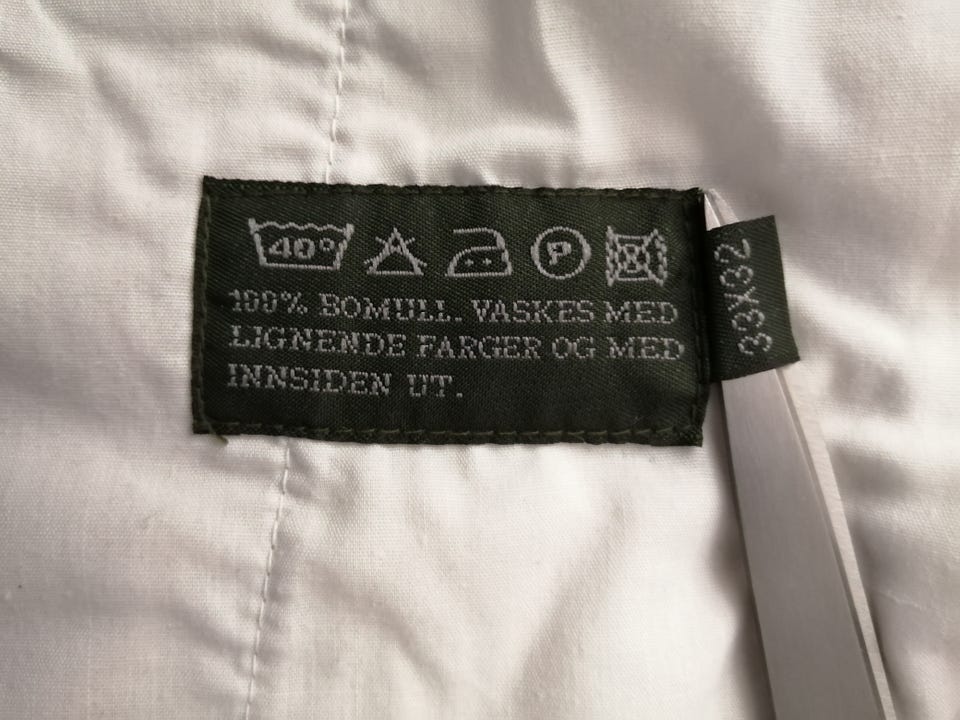 40°
P
100% BOMULL. VASKES MED
LIGNENDE FARGER OG MED
INNSIDEN UT.
33X32